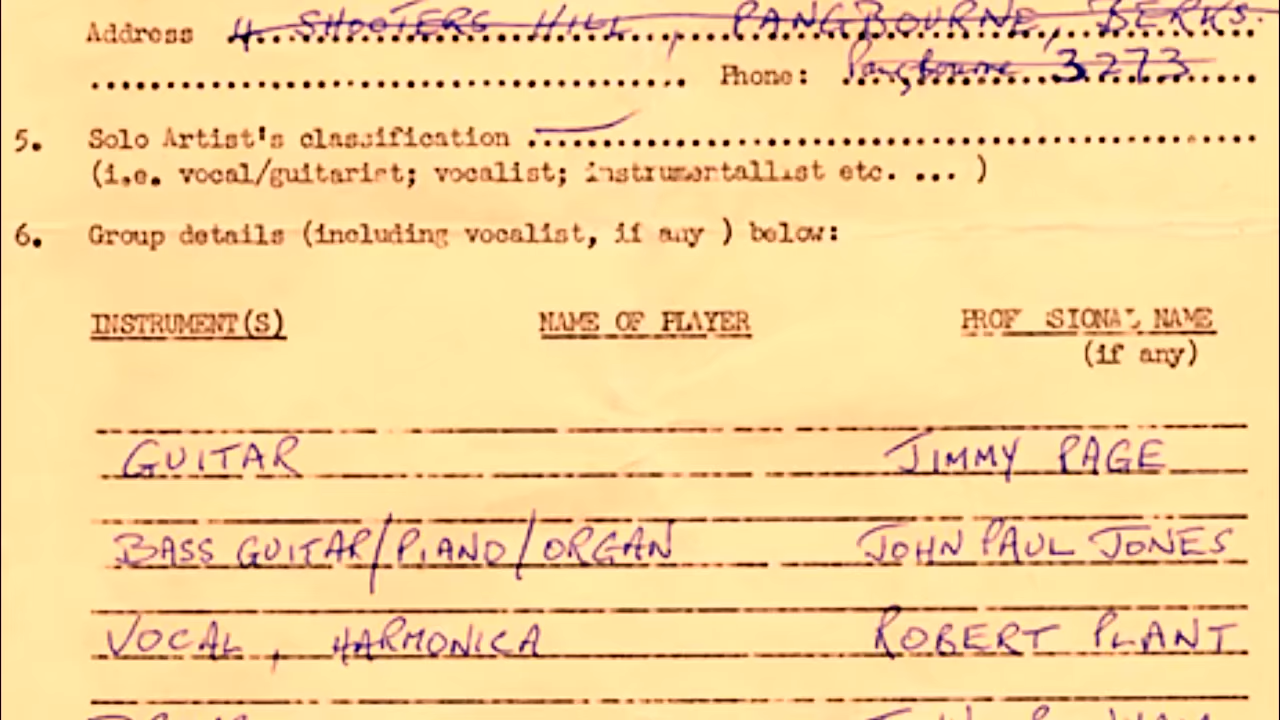 Address 4 SHOOTERS HILL, PANGBOURNE, BERKS.
Phone: Pangbourne 3273
5. Solo Artist's classification
(i.e. vocal/guitarist; vocalist; instrumentallist etc. ... )
6. Group details (including vocalist, if any ) below:
INSTRUMENT(S) NAME OF PLAYER PROF SIONAL NAME
(if any)
GUITAR JIMMY PAGE
BASS GUITAR/PIANO/ORGAN JOHN PAUL JONES
VOCAL, HARMONICA ROBERT PLANT